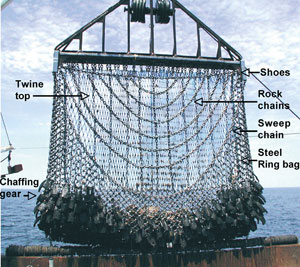 Shoes
Twine
top
Rock
chains
Sweep
chain
Steel
Ring bag
Chaffing
gear